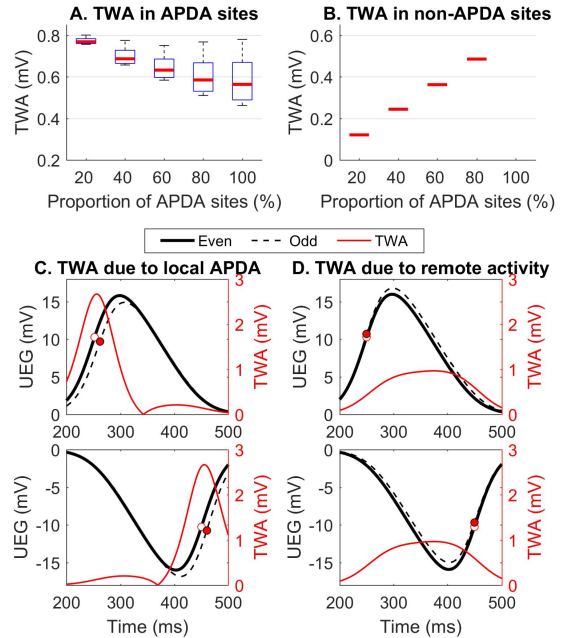 A. TWA in APDA sites
B. TWA in non-APDA sites
TWA (mV)
0.8
0.6
0.4
0.2
20 40 60 80 100
Proportion of APDA sites (%)
TWA (mV)
0.6
0.4
0.2
0
20 40 60 80 100
Proportion of APDA sites (%)
Even Odd TWA
C. TWA due to local APDA
D. TWA due to remote activity
UEG (mV)
15
10
5
0
3
2
1
0
TWA (mV)
200 300 400 500
UEG (mV)
15
10
5
0
3
2
1
0
TWA (mV)
200 300 400 500
UEG (mV)
0
-5
-10
-15
3
2
1
0
TWA (mV)
200 300 400 500
Time (ms)
UEG (mV)
0
-5
-10
-15
3
2
1
0
TWA (mV)
200 300 400 500
Time (ms)